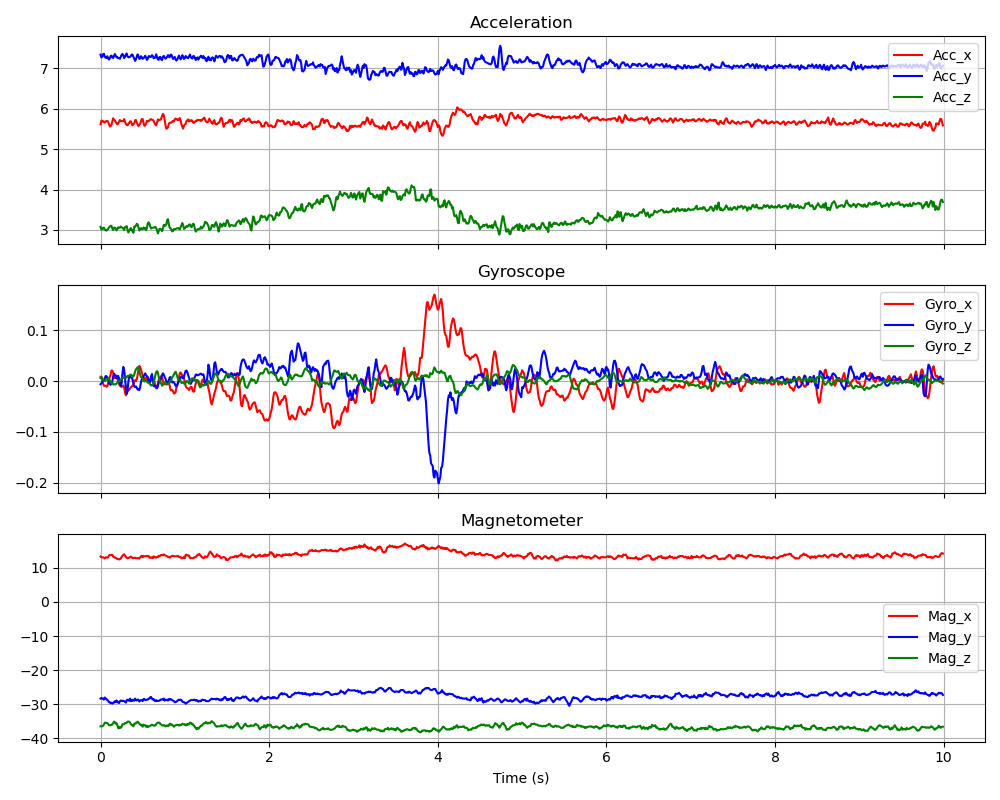 Acceleration
7
6
5
4
3
Acc_x
Acc_y
Acc_z
Gyroscope
0.1
0.0
−0.1
−0.2
Gyro_x
Gyro_y
Gyro_z
Magnetometer
10
0
−10
−20
−30
−40
Mag_x
Mag_y
Mag_z
0 2 4 6 8 10
Time (s)